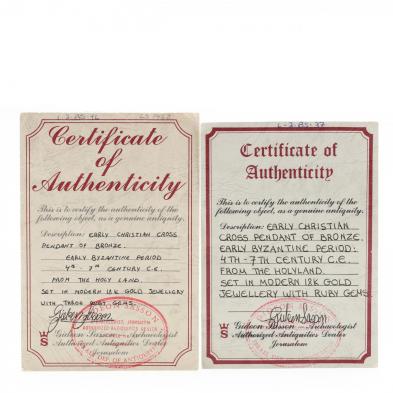 Certificate
of
Authenticity
This is to certify the authenticity of the
following object, as a genuine antiquity.
Description: EARLY CHRISTIAN CROSS
PENDANT OF BRONZE.
EARLY BYZANTINE PERIOD
4th- 7th CENTURY C.E.
FROM THE HOLY LAND.
SET IN MODERN 18K GOLD JEWELLERY
WITH THREE RUBY GEMS.
Gideon Sasson - Archaeologist
Authorized Antiquities Dealer
Jerusalem
Certificate of
Authenticity
This is to certify the authenticity of the
following object, as a genuine antiquity.
Description: EARLY CHRISTIAN
CROSS PENDANT OF BRONZE.
EARLY BYZANTINE PERIOD:
4TH-7TH CENTURY C.E.
FROM THE HOLYLAND.
SET IN MODERN 18K GOLD
JEWELLERY WITH RUBY GEMS.
Gideon Sasson - Archaeologist
Authorized Antiquities Dealer
Jerusalem